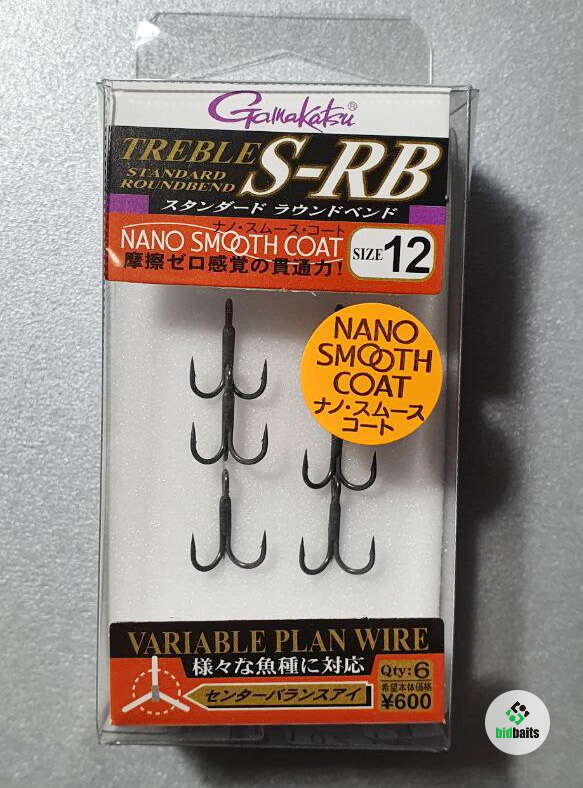 Gamakatsu®
TREBLE S-RB
STANDARD
ROUNDBEND
スタンダード ラウンドベンド
ナノ・スムース・コート
NANO SMOOTH COAT
摩擦ゼロ感覚の貫通力!
SIZE 12
NANO
SMOOTH
COAT
ナノ・スムース
コート
VARIABLE PLAN WIRE
様々な魚種に対応
センターバランスアイ
Qty: 6
希望本体価格
¥600
bidbaits